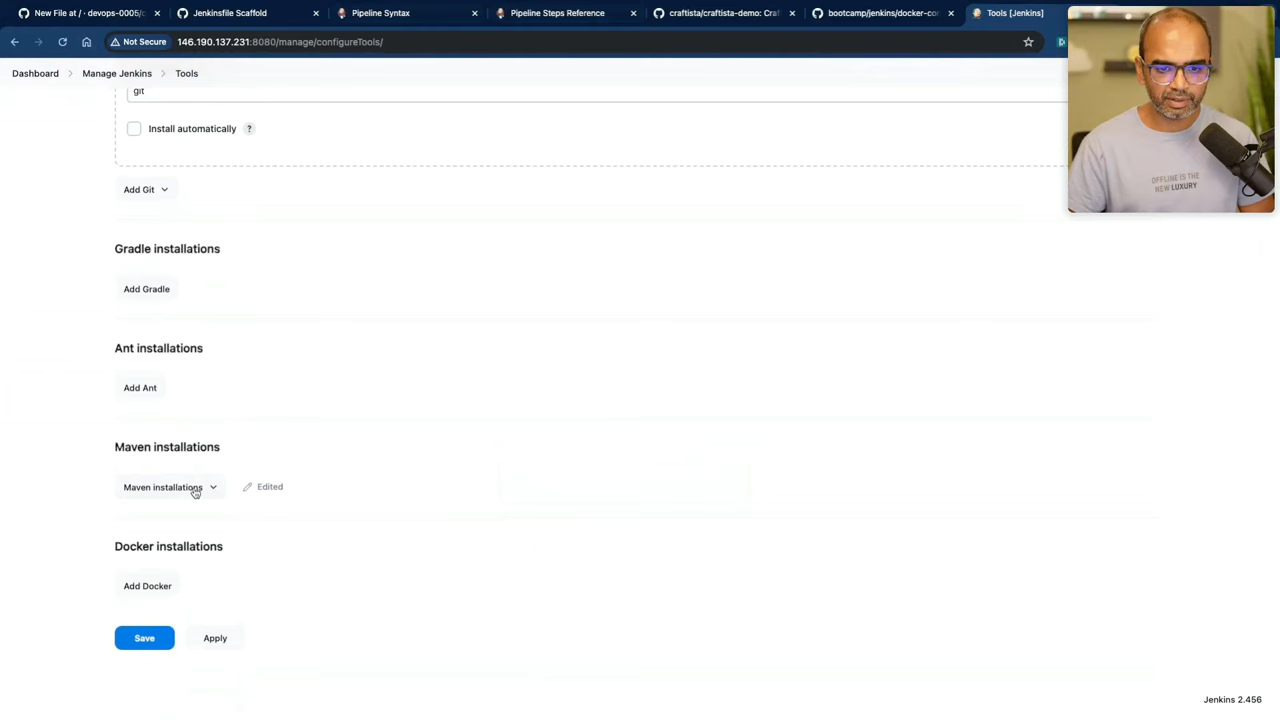 New File at / · devops-0005/c
Jenkinsfile Scaffold
Pipeline Syntax
Pipeline Steps Reference
craftista/craftista-demo: Craf
bootcamp/jenkins/docker-con
Tools [Jenkins]
Not Secure
146.190.137.231:8080/manage/configureTools/
Dashboard > Manage Jenkins > Tools
git
Install automatically ?
Add Git
Gradle installations
Add Gradle
Ant installations
Add Ant
Maven installations
Maven installations Edited
Docker installations
Add Docker
Save Apply
OFFLINE IS THE
NEW LUXURY
Jenkins 2.456